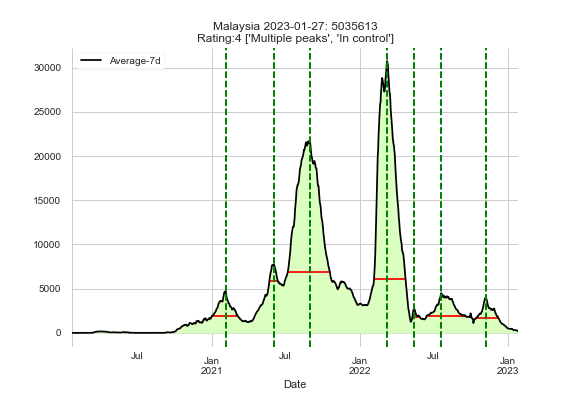 Malaysia 2023-01-27: 5035613
Rating:4 ['Multiple peaks', 'In control']
Average-7d
30000
25000
20000
15000
10000
5000
0
Jul
Jan
2021
Jul
Jan
2022
Jul
Jan
2023
Date